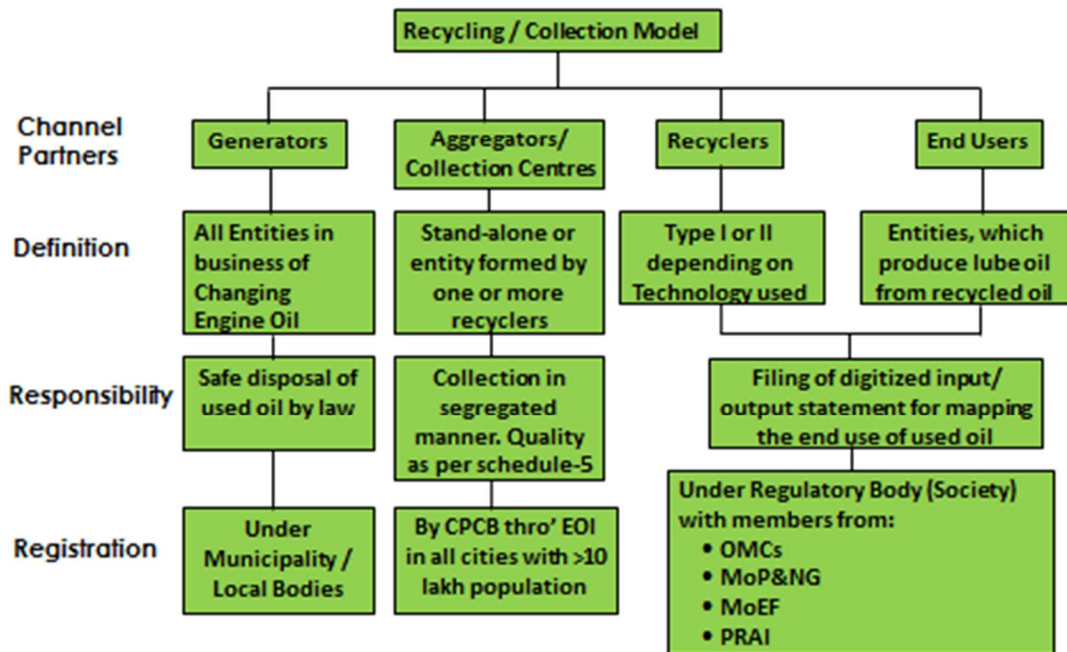 Recycling / Collection Model
Channel
Partners
Generators
Aggregators/
Collection Centres
Recyclers
End Users
Definition
All Entities in
business of
Changing
Engine Oil
Stand-alone or
entity formed by
one or more
recyclers
Type I or II
depending on
Technology used
Entities, which
produce lube oil
from recycled oil
Responsibility
Safe disposal of
used oil by law
Collection in
segregated
manner. Quality
as per schedule-5
Filing of digitized input/
output statement for mapping
the end use of used oil
Registration
Under
Municipality /
Local Bodies
By CPCB thro' EOI
in all cities with >10
lakh population
Under Regulatory Body (Society)
with members from:
• OMCs
• MoP&NG
• MoEF
• PRAI